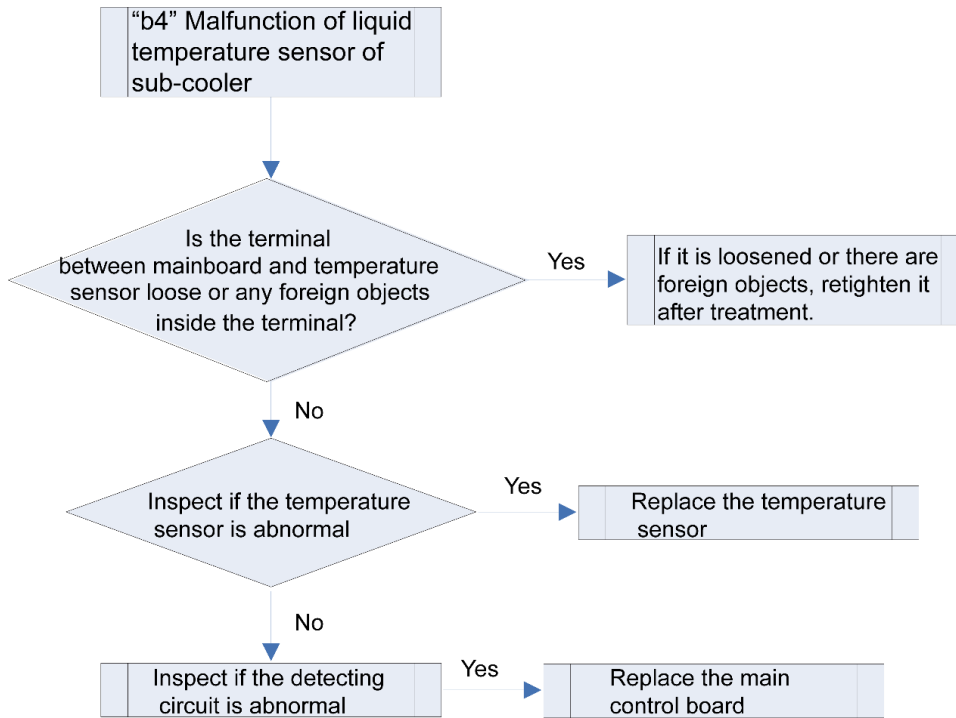 “b4” Malfunction of liquid
temperature sensor of
sub-cooler
Is the terminal
between mainboard and temperature
sensor loose or any foreign objects
inside the terminal?
Yes
If it is loosened or there are
foreign objects, retighten it
after treatment.
No
Inspect if the temperature
sensor is abnormal
Yes
Replace the temperature
sensor
No
Inspect if the detecting
circuit is abnormal
Yes
Replace the main
control board